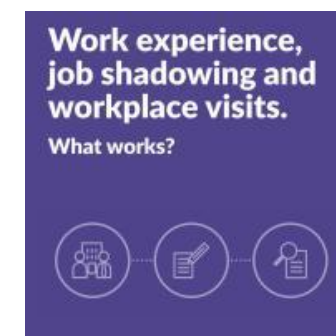 Work experience,
job shadowing and
workplace visits.
What works?